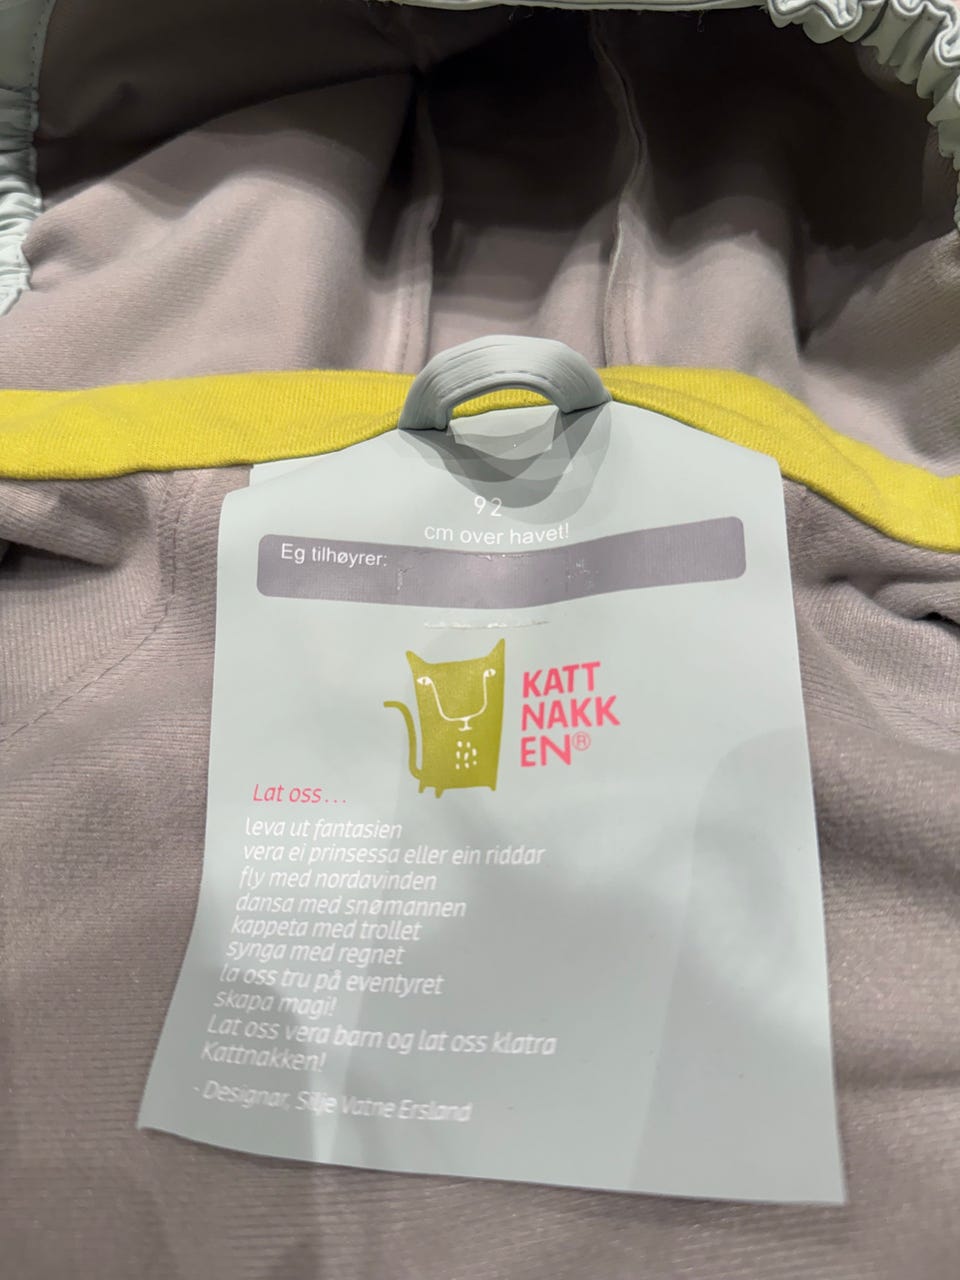 92
cm over havet!
Eg tilhøyrer:
KATT
NAKK
EN®
Lat oss...
leva ut fantasien
vera ei prinsessa eller ein riddar
fly med nordavinden
dansa med snømannen
kappeta med trollet
synga med regnet
la oss tru på eventyret
skapa magi!
Lat oss vera barn og lat oss klatra
Kattnakken!
- Designar, Silje Vatne Ersland